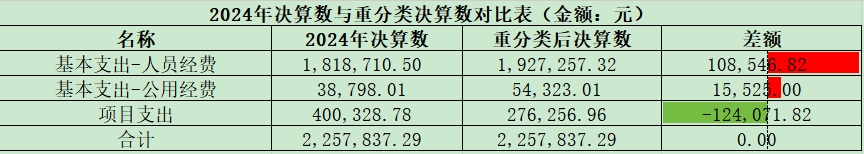 2024年决算数与重分类决算数对比表（金额：元）
名称 2024年决算数 重分类后决算数 差额
基本支出-人员经费 1,818,710.50 1,927,257.32 108,546.82
基本支出-公用经费 38,798.01 54,323.01 15,525.00
项目支出 400,328.78 276,256.96 -124,071.82
合计 2,257,837.29 2,257,837.29 0.00